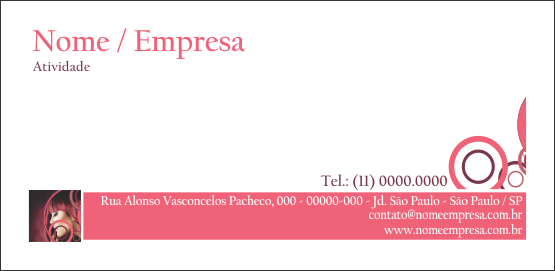 Nome / Empresa
Atividade
Tel.: (11) 0000.0000
Rua Alonso Vasconcelos Pacheco, 000 - 00000-000 - Jd. São Paulo - São Paulo / SP
contato@nomeempresa.com.br
www.nomeempresa.com.br